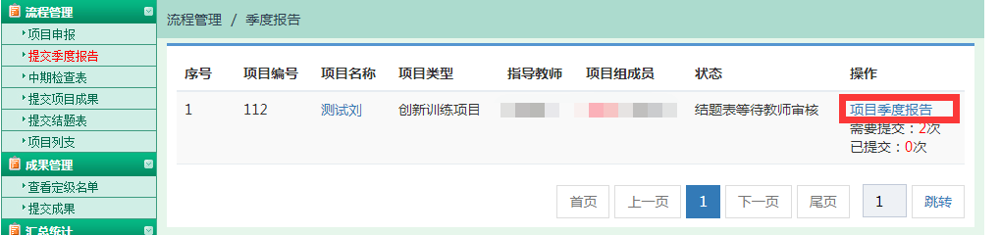 流程管理
项目申报
提交季度报告
中期检查表
提交项目成果
提交结题表
项目列支
成果管理
查看定级名单
提交成果
汇总统计
流程管理 / 季度报告
序号 项目编号 项目名称 项目类型 指导教师 项目组成员 状态 操作
1 112 测试刘 创新训练项目 结题表等待教师审核 项目季度报告
需要提交：2次
已提交：0次
首页 上一页 1 下一页 尾页 1 跳转